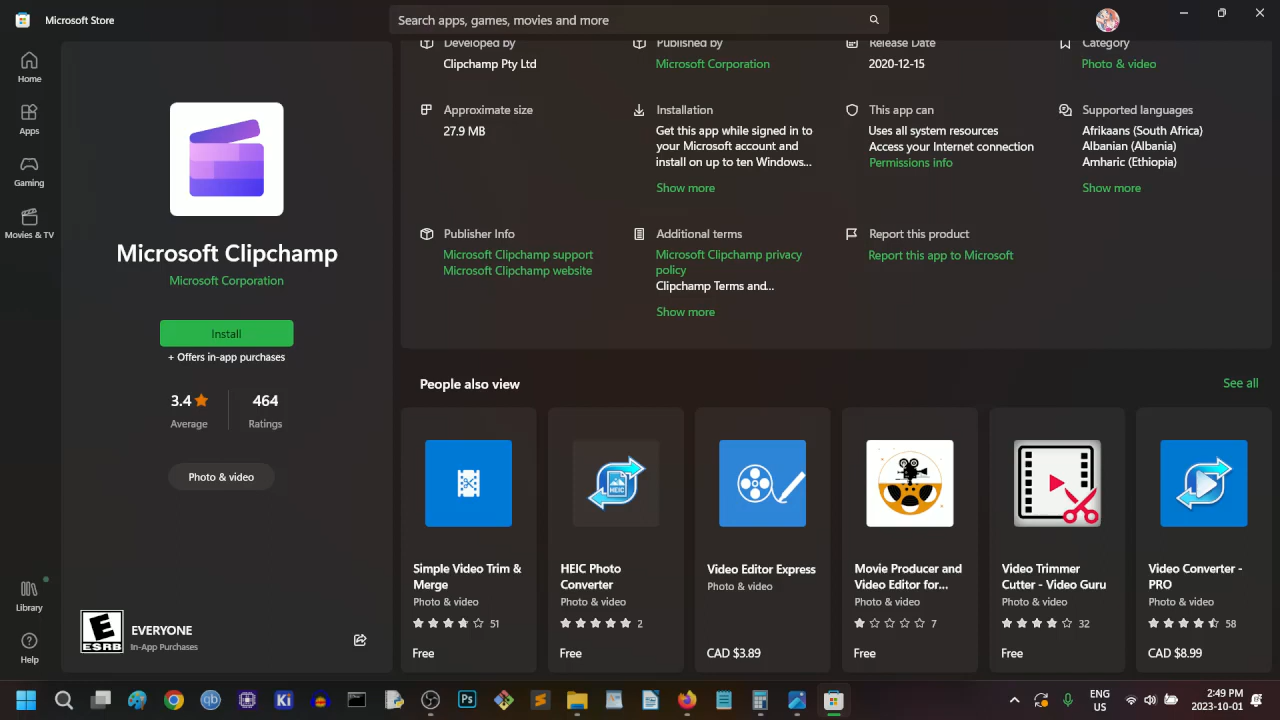 Microsoft Store
Search apps, games, movies and more
Home
Apps
Gaming
Movies & TV
Library
Help
Microsoft Clipchamp
Microsoft Corporation
Install
+ Offers in-app purchases
3.4
Average
464
Ratings
Photo & video
E
ESRB
EVERYONE
In-App Purchases
Developed by
Clipchamp Pty Ltd
Published by
Microsoft Corporation
Release Date
2020-12-15
Category
Photo & video
Approximate size
27.9 MB
Installation
Get this app while signed in to
your Microsoft account and
install on up to ten Windows...
Show more
This app can
Uses all system resources
Access your Internet connection
Permissions info
Supported languages
Afrikaans (South Africa)
Albanian (Albania)
Amharic (Ethiopia)
Show more
Publisher Info
Microsoft Clipchamp support
Microsoft Clipchamp website
Additional terms
Microsoft Clipchamp privacy
policy
Clipchamp Terms and...
Show more
Report this product
Report this app to Microsoft
People also view
See all
Simple Video Trim &
Merge
Photo & video
51
Free
HEIC
HEIC Photo
Converter
Photo & video
2
Free
Video Editor Express
Photo & video
CAD $3.89
Movie Producer and
Video Editor for...
Photo & video
7
Free
Video Trimmer
Cutter - Video Guru
Photo & video
32
Free
Video Converter -
PRO
Photo & video
58
CAD $8.99
qb
Ki
Ps
ENG
US
2:49 PM
2023-10-01